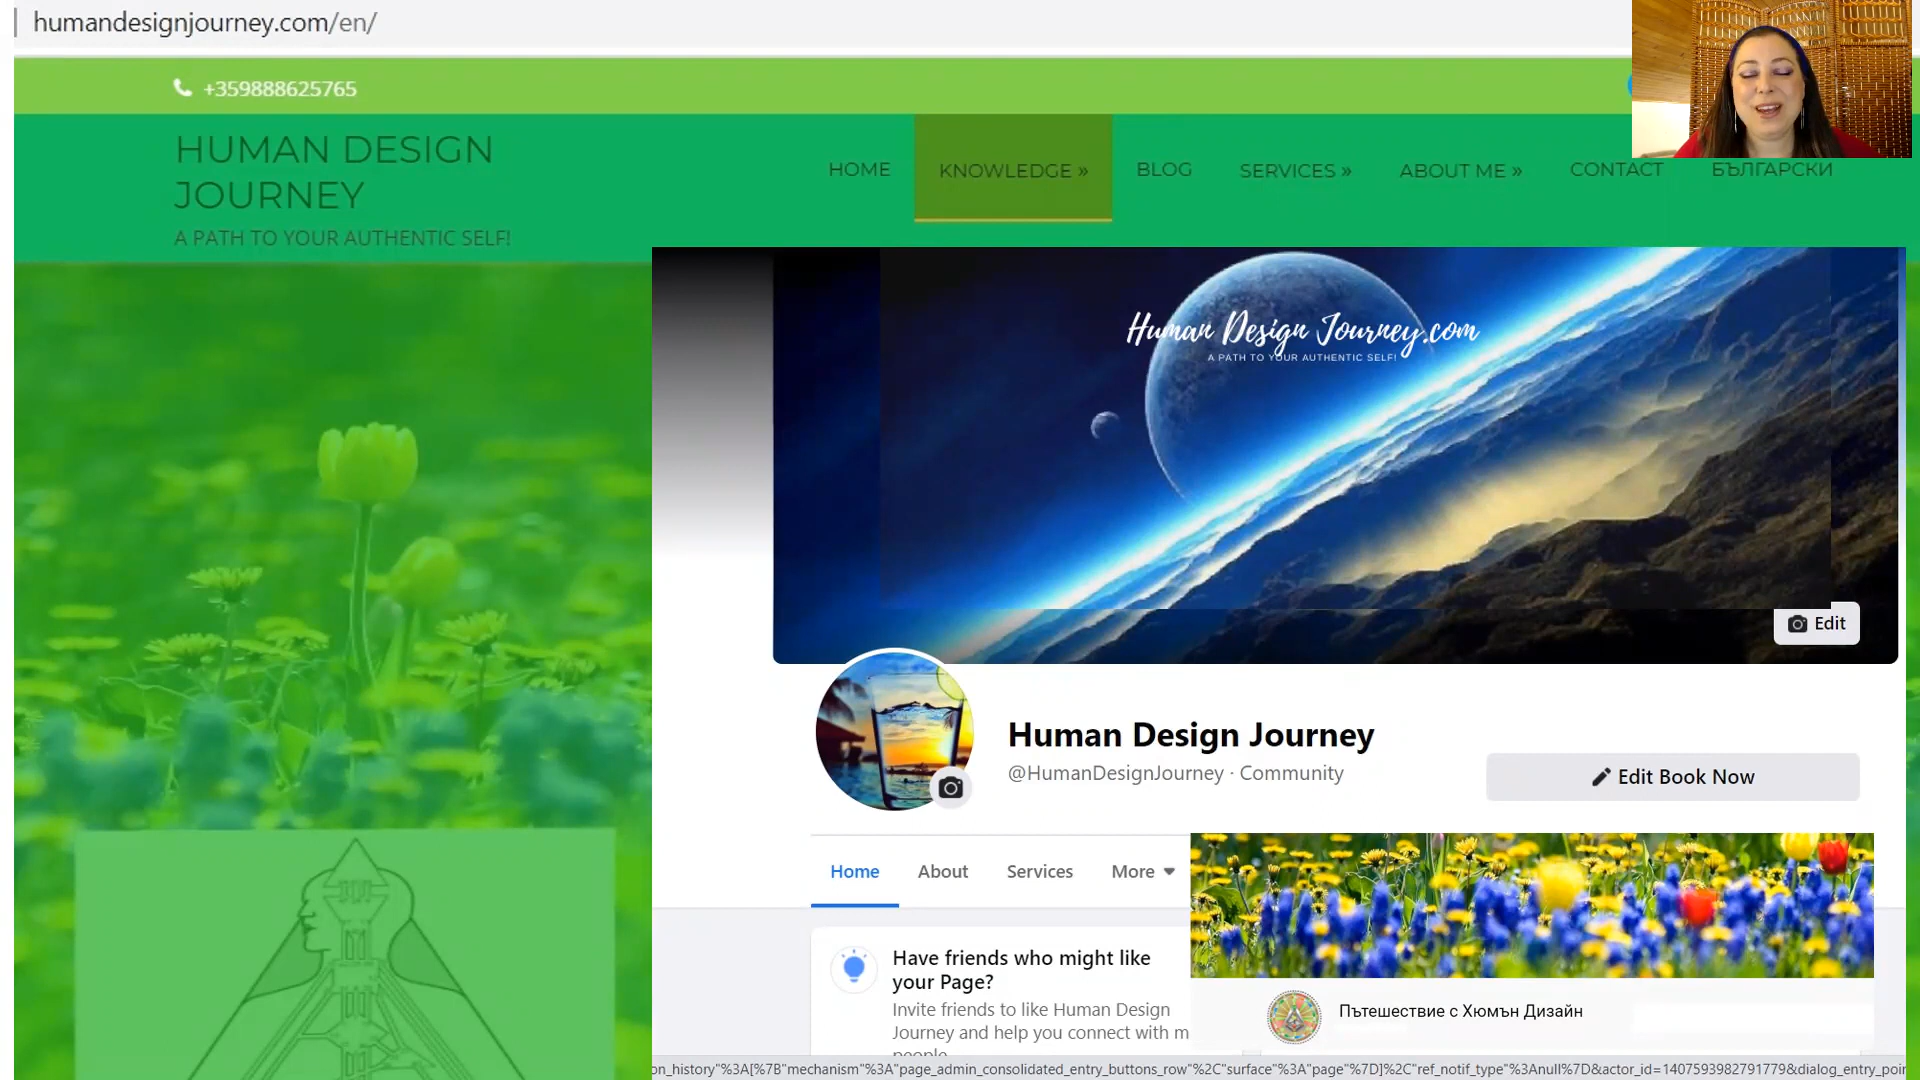 humandesignjourney.com/en/
+359888625765
HUMAN DESIGN
JOURNEY
A PATH TO YOUR AUTHENTIC SELF!
HOME
KNOWLEDGE »
BLOG
SERVICES »
ABOUT ME »
CONTACT
БЪЛГАРСКИ
Human Design Journey.com
A PATH TO YOUR AUTHENTIC SELF!
Edit
Human Design Journey
@HumanDesignJourney · Community
Edit Book Now
Home
About
Services
More
Have friends who might like
your Page?
Invite friends to like Human Design
Journey and help you connect with m
people
Пътешествие с Хюмън Дизайн
on_history"%3A[%7B"mechanism"%3A"page_admin_consolidated_entry_buttons_row"%2C"surface"%3A"page"%7D]%2C"ref_notif_type"%3Anull%7D&actor_id=1407593982791779&dialog_entry_poin